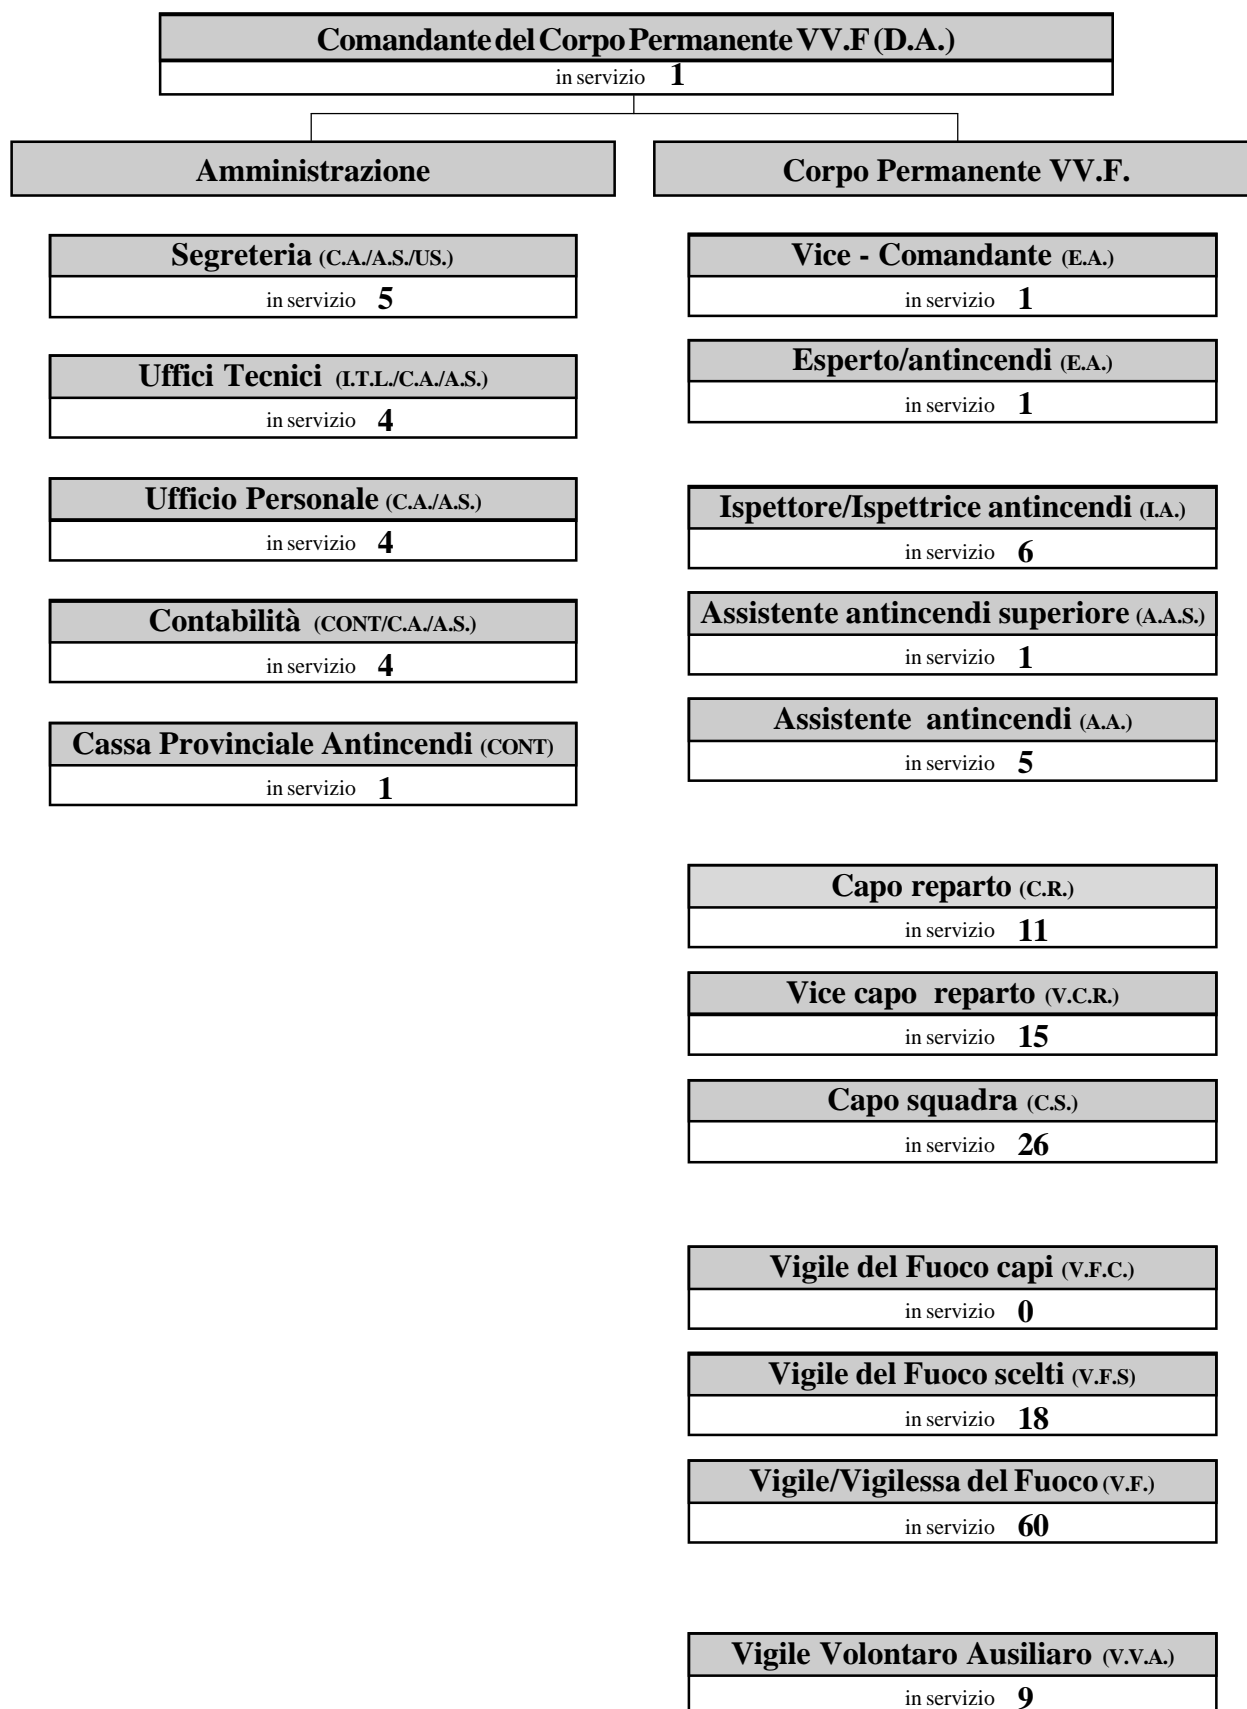 Comandante del Corpo Permanente VV.F (D.A.)
in servizio 1
Amministrazione
Segreteria (C.A./A.S./US.)
in servizio 5
Uffici Tecnici (I.T.L./C.A./A.S.)
in servizio 4
Ufficio Personale (C.A./A.S.)
in servizio 4
Contabilità (CONT/C.A./A.S.)
in servizio 4
Cassa Provinciale Antincendi (CONT)
in servizio 1
Corpo Permanente VV.F.
Vice - Comandante (E.A.)
in servizio 1
Esperto/antincendi (E.A.)
in servizio 1
Ispettore/Ispettrice antincendi (I.A.)
in servizio 6
Assistente antincendi superiore (A.A.S.)
in servizio 1
Assistente antincendi (A.A.)
in servizio 5
Capo reparto (C.R.)
in servizio 11
Vice capo reparto (V.C.R.)
in servizio 15
Capo squadra (C.S.)
in servizio 26
Vigile del Fuoco capi (V.F.C.)
in servizio 0
Vigile del Fuoco scelti (V.F.S)
in servizio 18
Vigile/Vigilessa del Fuoco (V.F.)
in servizio 60
Vigile Volontaro Ausiliaro (V.V.A.)
in servizio 9